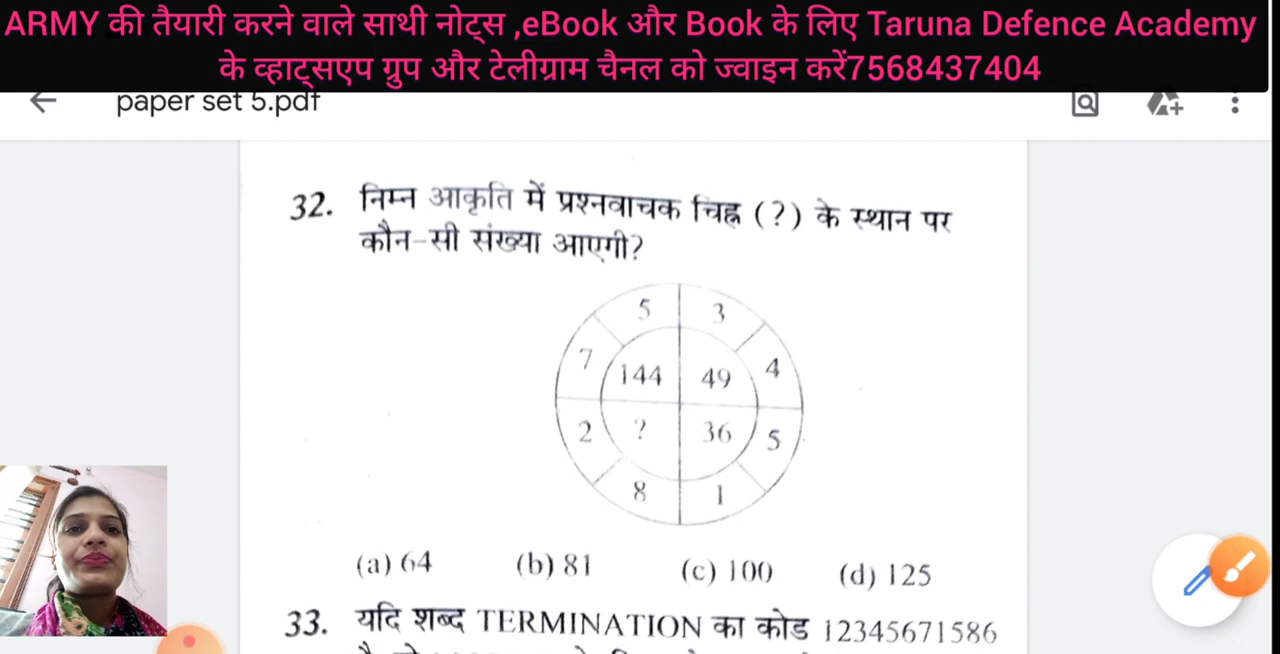 ARMY की तैयारी करने वाले साथी नोट्स ,eBook और Book के लिए Taruna Defence Academy
के व्हाट्सएप ग्रुप और टेलीग्राम चैनल को ज्वाइन करें7568437404
paper set 5.pdf
32. निम्न आकृति में प्रश्नवाचक चिह्न (?) के स्थान पर
कौन-सी संख्या आएगी?
5 3
7 144 49 4
2 ? 36 5
8 1
(a) 64 (b) 81 (c) 100 (d) 125
33. यदि शब्द TERMINATION का कोड 12345671586